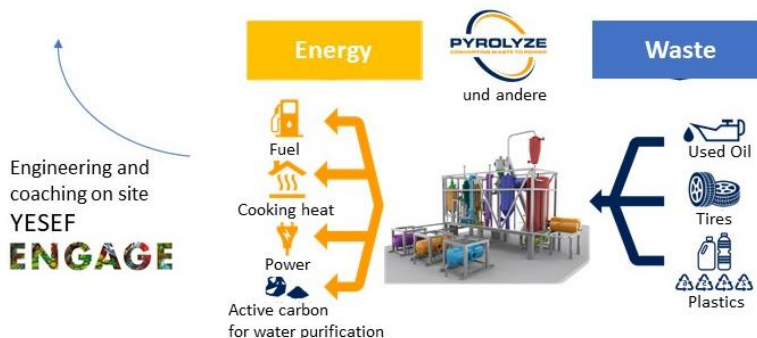 Energy
PYROLYZE
CONVERTING WASTE TO POWER
und andere
Waste
Fuel
Cooking heat
Power
Active carbon
for water purification
Used Oil
Tires
Plastics
Engineering and
coaching on site
YESEF
ENGAGE